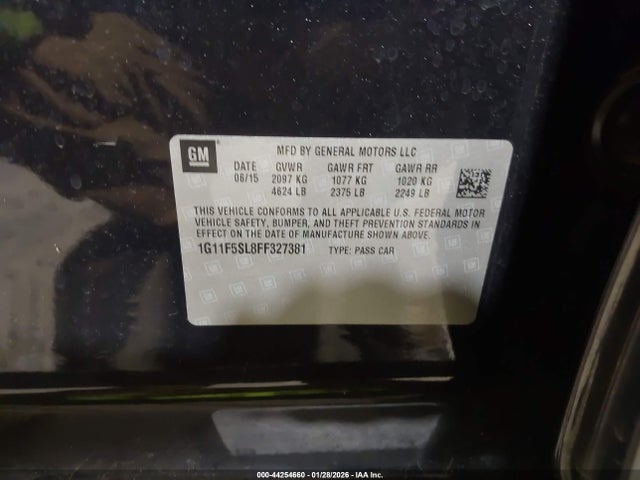 GM
MFD BY GENERAL MOTORS LLC
DATE GVWR GAWR FRT GAWR RR
06/15 2097 KG 1077 KG 1020 KG
4624 LB 2375 LB 2249 LB
THIS VEHICLE CONFORMS TO ALL APPLICABLE U.S. FEDERAL MOTOR
VEHICLE SAFETY, BUMPER, AND THEFT PREVENTION STANDARDS IN
EFFECT ON THE DATE OF MANUFACTURE SHOWN ABOVE.
1G11F5SL8FF327381 TYPE: PASS CAR
000-44254660 - 01/28/2026 - IAA Inc.